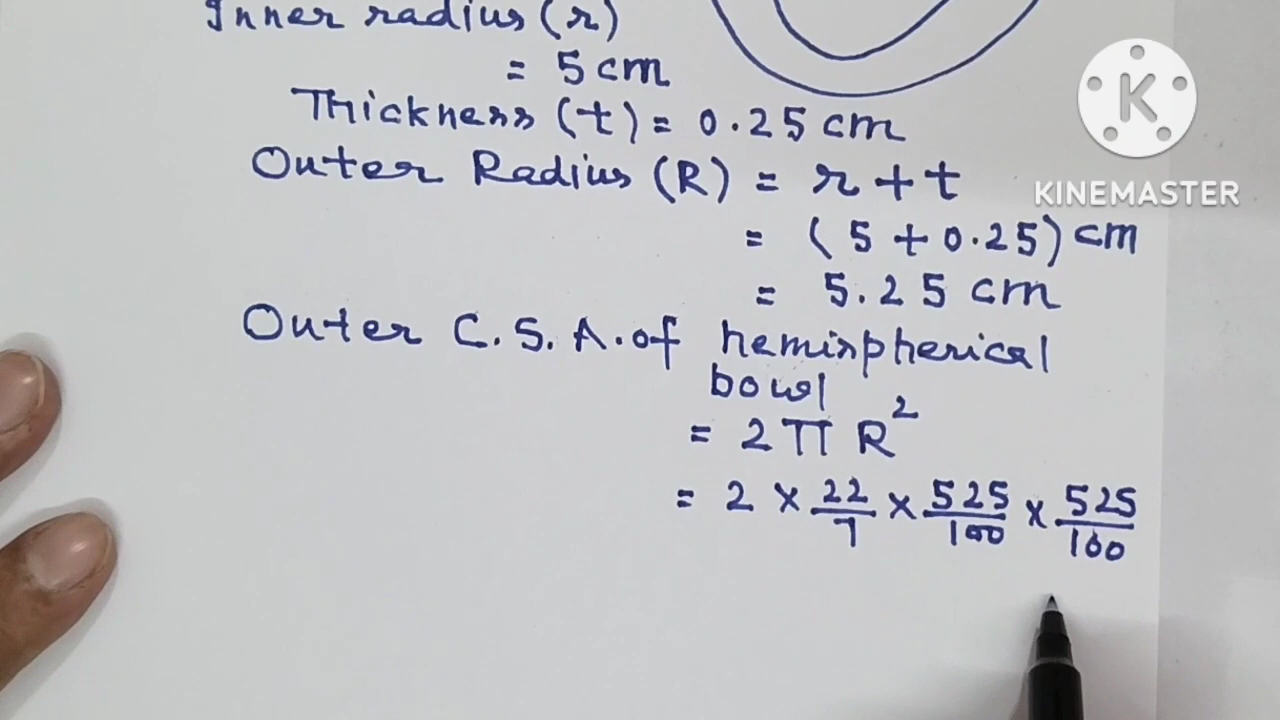 Inner radius (r)
= 5 cm
Thickness (t) = 0.25 cm
Outer Radius (R) = r + t
= (5 + 0.25) cm
= 5.25 cm
Outer C.S.A. of hemispherical
bowl
= 2 π R²
= 2 × 22/7 × 525/100 × 525/100
K
KINEMASTER